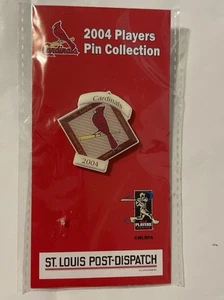 Cardinals
2004 Players
Pin Collection
Cardinals
2004
PLAYERS
ST. LOUIS POST-DISPATCH